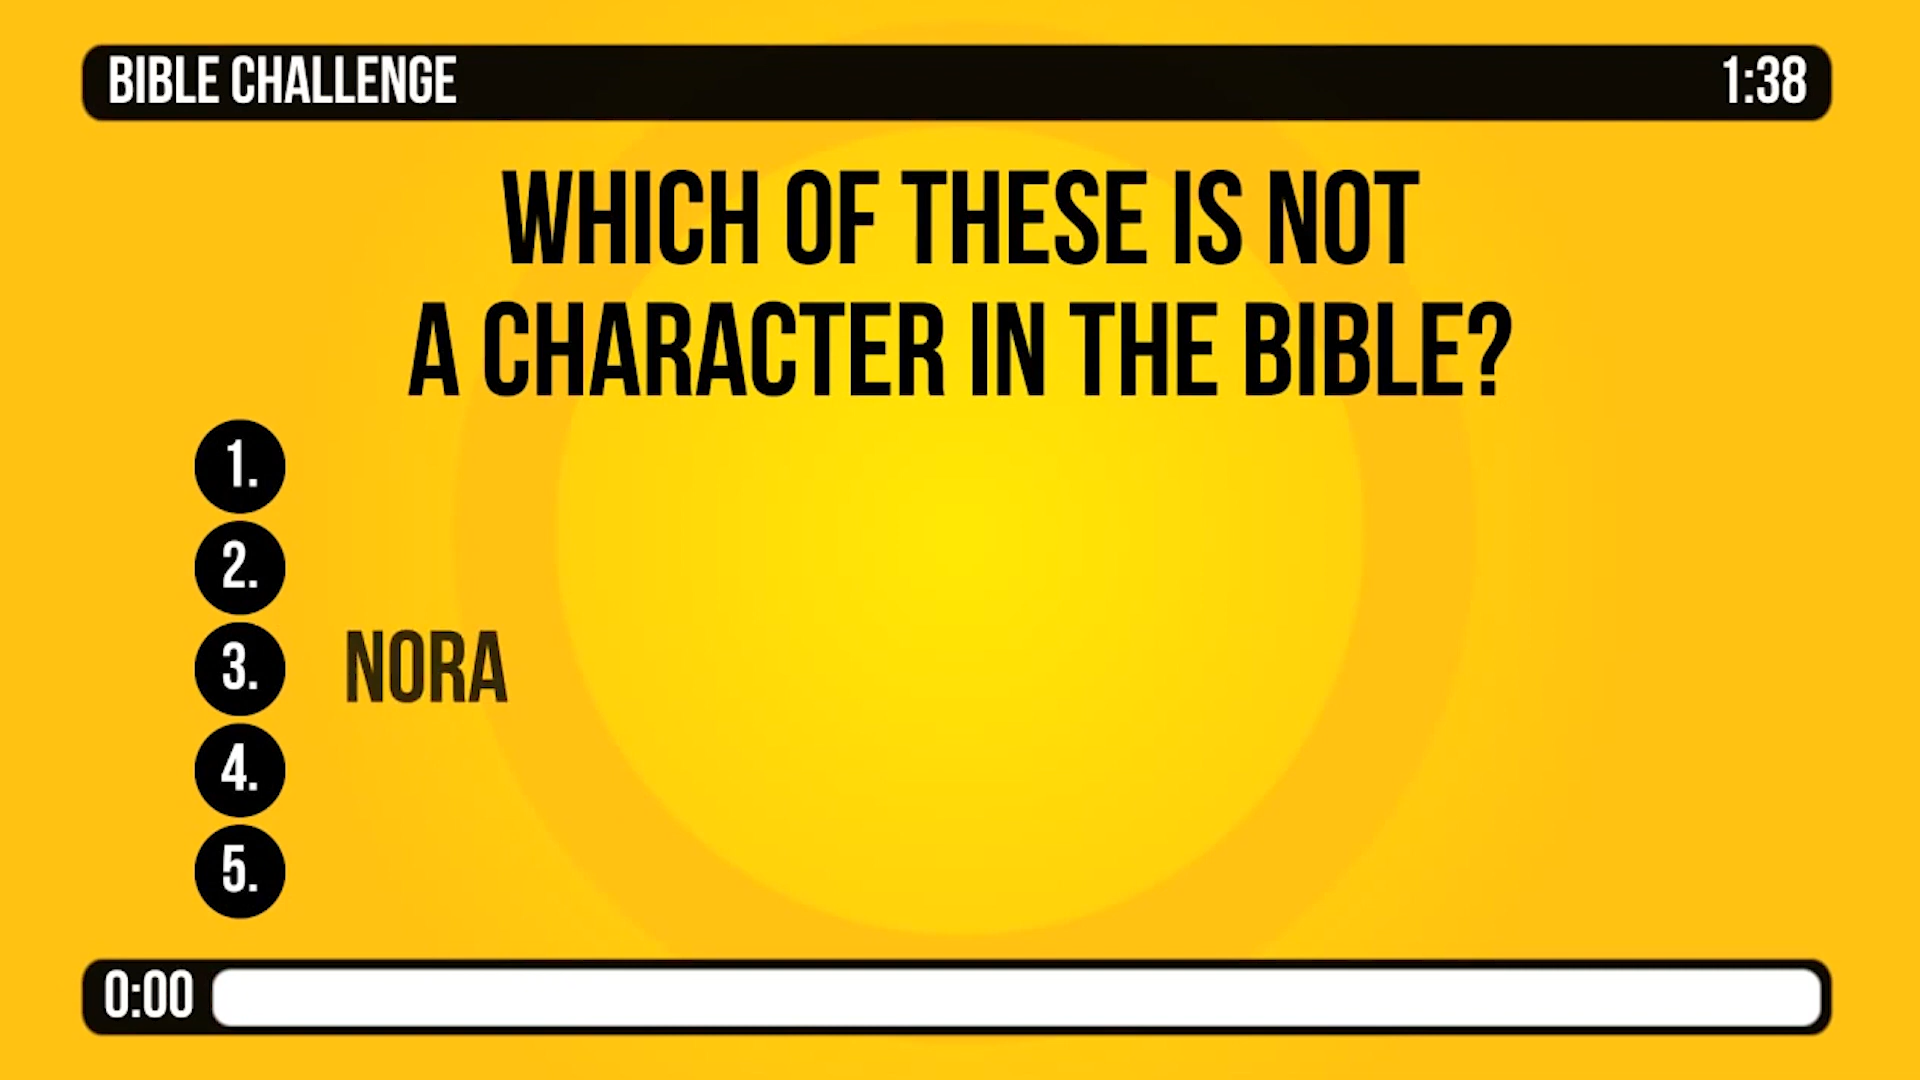 BIBLE CHALLENGE 1:38
WHICH OF THESE IS NOT
A CHARACTER IN THE BIBLE?
1.
2.
3. NORA
4.
5.
0:00